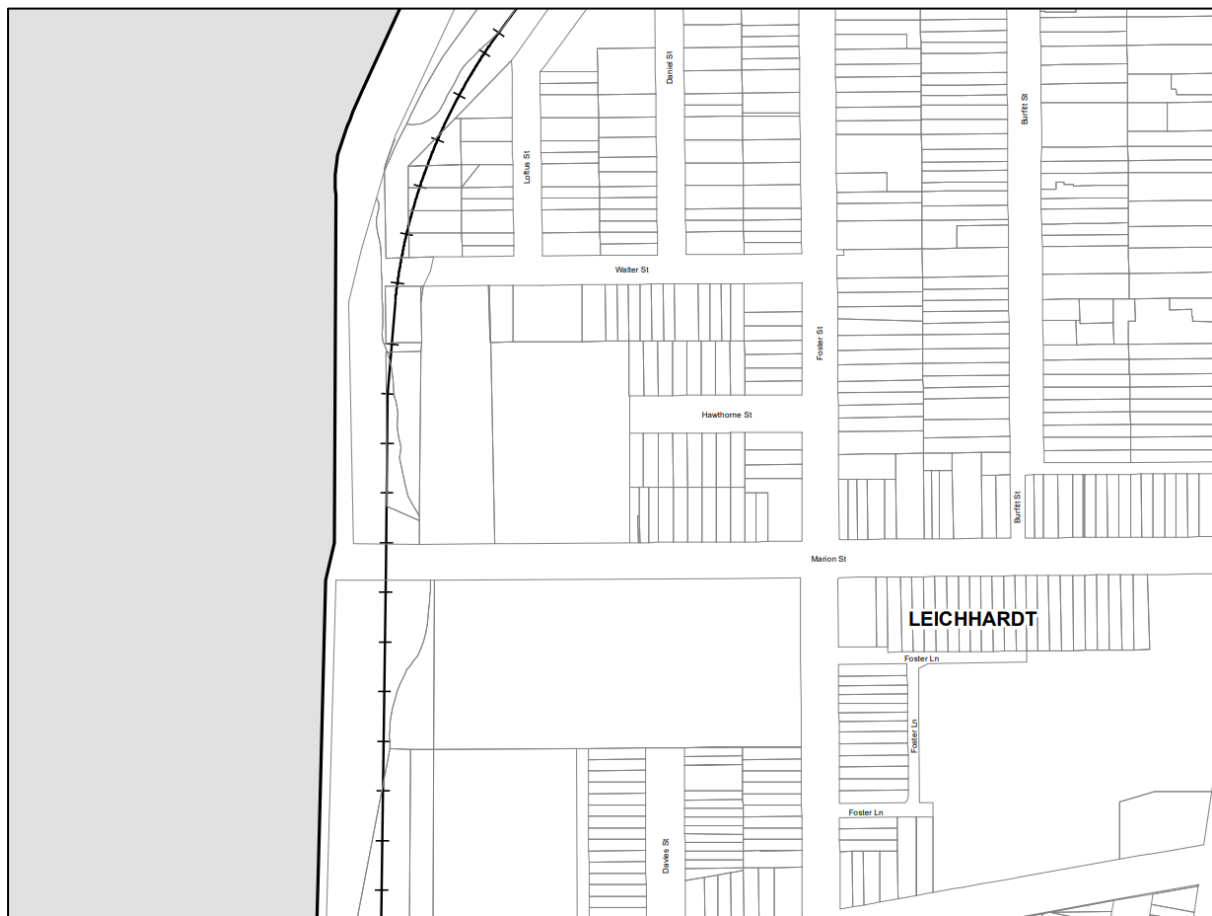 Daniel St
Burfitt St
Loftus St
Walter St
Foster St
Hawthorne St
Burfitt St
Marion St
LEICHHARDT
Foster Ln
Foster Ln
Foster Ln
Davies St